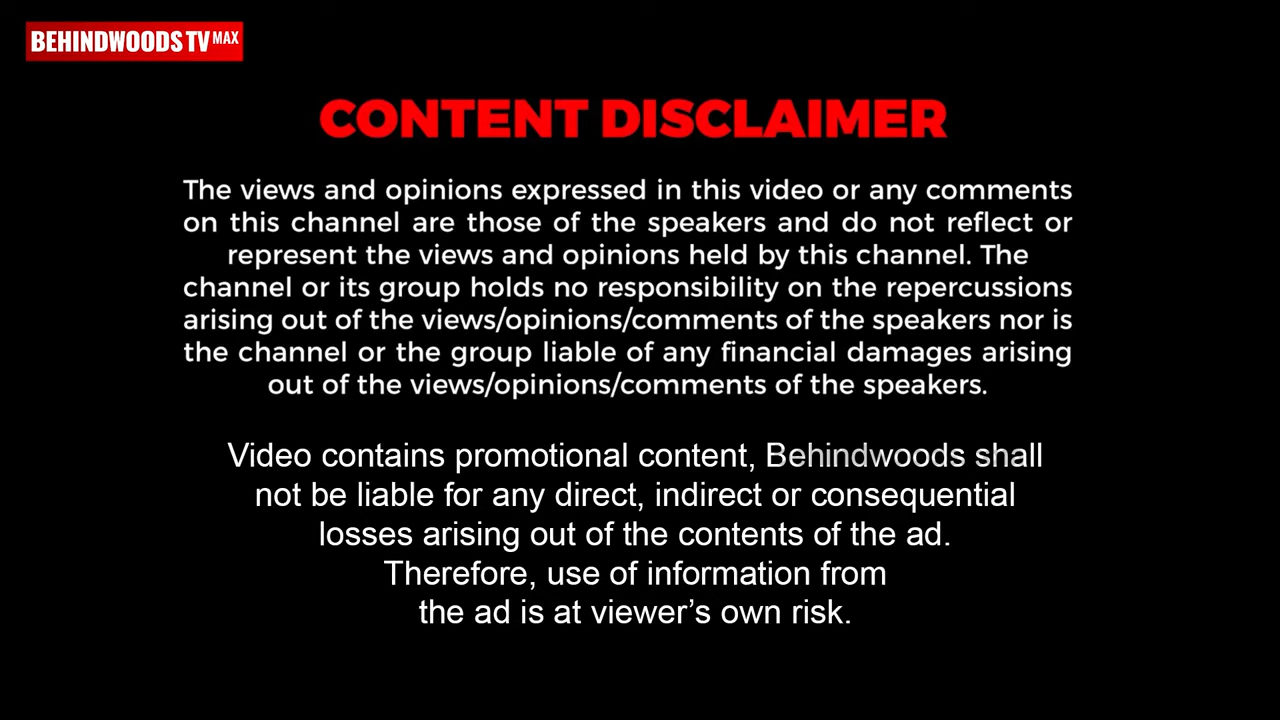 BEHINDWOODS TV MAX
CONTENT DISCLAIMER
The views and opinions expressed in this video or any comments
on this channel are those of the speakers and do not reflect or
represent the views and opinions held by this channel. The
channel or its group holds no responsibility on the repercussions
arising out of the views/opinions/comments of the speakers nor is
the channel or the group liable of any financial damages arising
out of the views/opinions/comments of the speakers.
Video contains promotional content, Behindwoods shall
not be liable for any direct, indirect or consequential
losses arising out of the contents of the ad.
Therefore, use of information from
the ad is at viewer’s own risk.